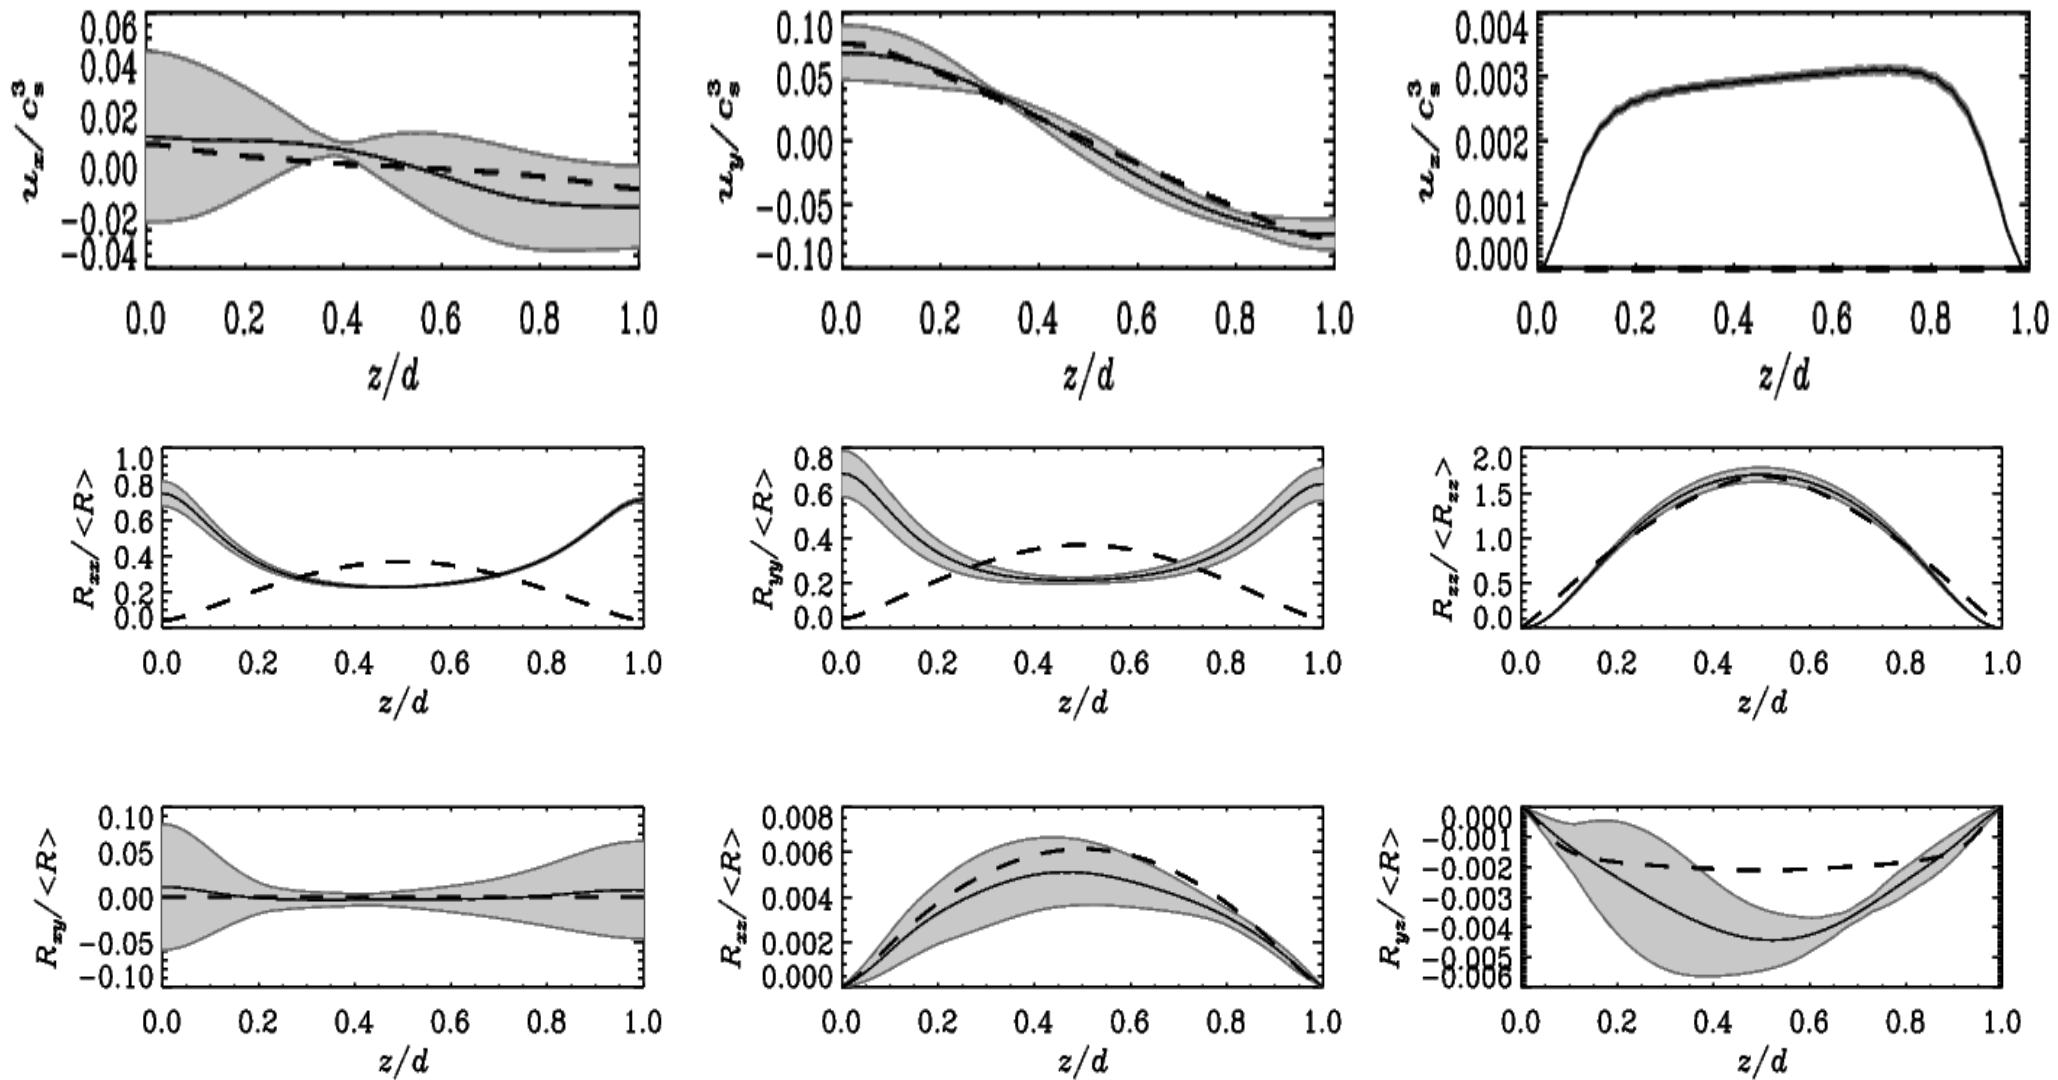 0.06
0.04
0.02
0.00
−0.02
−0.04
u_x/c_s^3
0.0 0.2 0.4 0.6 0.8 1.0
z/d
0.10
0.05
0.00
−0.05
−0.10
u_y/c_s^3
0.0 0.2 0.4 0.6 0.8 1.0
z/d
0.004
0.003
0.002
0.001
0.000
u_z/c_s^3
0.0 0.2 0.4 0.6 0.8 1.0
z/d
1.0
0.8
0.6
0.4
0.2
0.0
R_xx/<R>
0.0 0.2 0.4 0.6 0.8 1.0
z/d
0.8
0.6
0.4
0.2
0.0
R_yy/<R>
0.0 0.2 0.4 0.6 0.8 1.0
z/d
2.0
1.5
1.0
0.5
0.0
R_zz/<R_zz>
0.0 0.2 0.4 0.6 0.8 1.0
z/d
0.10
0.05
0.00
−0.05
−0.10
R_xy/<R>
0.0 0.2 0.4 0.6 0.8 1.0
z/d
0.008
0.006
0.004
0.002
0.000
R_xz/<R>
0.0 0.2 0.4 0.6 0.8 1.0
z/d
0.000
−0.001
−0.002
−0.003
−0.004
−0.005
−0.006
R_yz/<R>
0.0 0.2 0.4 0.6 0.8 1.0
z/d